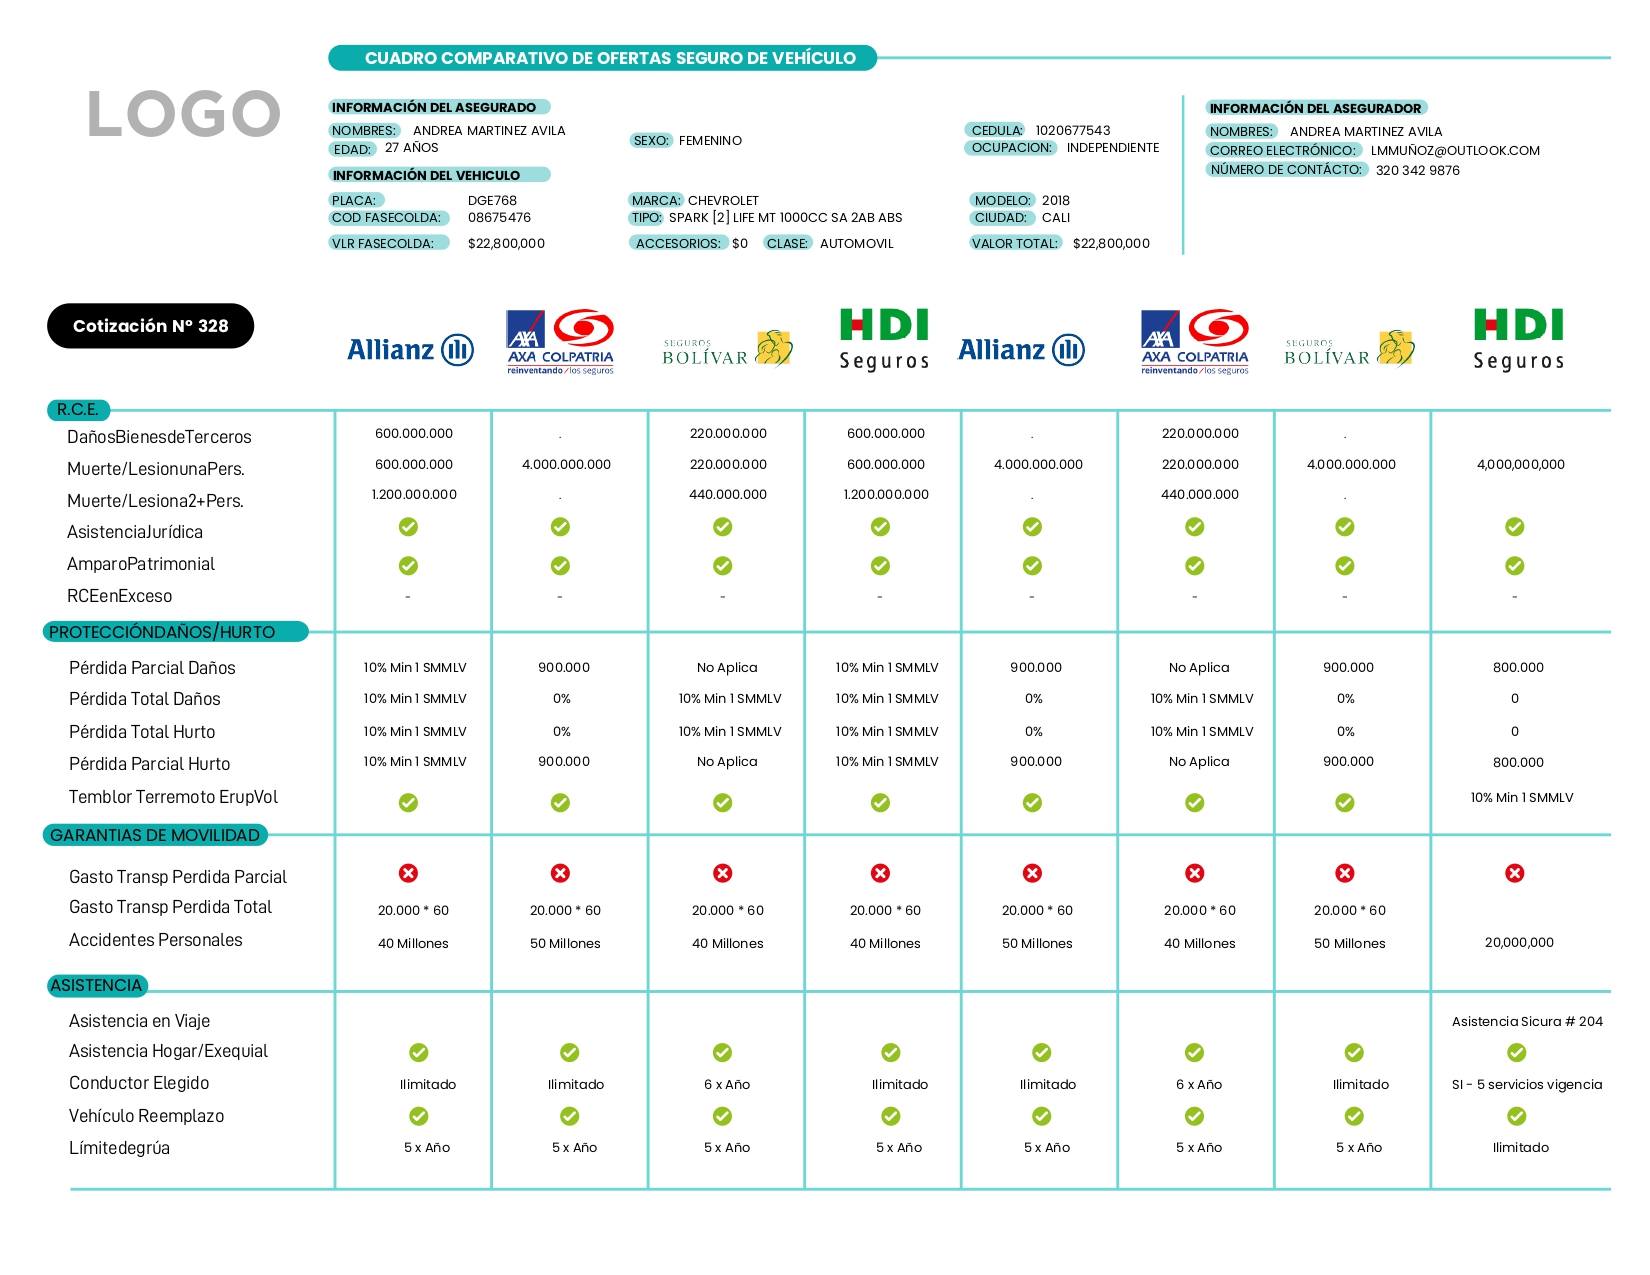 CUADRO COMPARATIVO DE OFERTAS SEGURO DE VEHÍCULO
LOGO
INFORMACIÓN DEL ASEGURADO
NOMBRES: ANDREA MARTINEZ AVILA SEXO: FEMENINO CEDULA: 1020677543
EDAD: 27 AÑOS OCUPACION: INDEPENDIENTE
INFORMACIÓN DEL VEHICULO
PLACA: DGE768 MARCA: CHEVROLET MODELO: 2018
COD FASECOLDA: 08675476 TIPO: SPARK [2] LIFE MT 1000CC SA 2AB ABS CIUDAD: CALI
VLR FASECOLDA: $22,800,000 ACCESORIOS: $0 CLASE: AUTOMOVIL VALOR TOTAL: $22,800,000
INFORMACIÓN DEL ASEGURADOR
NOMBRES: ANDREA MARTINEZ AVILA
CORREO ELECTRÓNICO: LMMUÑOZ@OUTLOOK.COM
NÚMERO DE CONTÁCTO: 320 342 9876
Cotización N° 328
Allianz
AXA
AXA COLPATRIA
reinventando/los seguros
SEGUROS
BOLÍVAR
HDI
Seguros
Allianz
AXA
AXA COLPATRIA
reinventando/los seguros
SEGUROS
BOLÍVAR
HDI
Seguros
R.C.E.
DañosBienesdeTerceros 600.000.000 . 220.000.000 600.000.000 . 220.000.000 .
Muerte/LesionunaPers. 600.000.000 4.000.000.000 220.000.000 600.000.000 4.000.000.000 220.000.000 4.000.000.000 4,000,000,000
Muerte/Lesiona2+Pers. 1.200.000.000 . 440.000.000 1.200.000.000 . 440.000.000 .
AsistenciaJurídica
AmparoPatrimonial
RCEenExceso - - - - - - - -
PROTECCIÓNDAÑOS/HURTO
Pérdida Parcial Daños 10% Min 1 SMMLV 900.000 No Aplica 10% Min 1 SMMLV 900.000 No Aplica 900.000 800.000
Pérdida Total Daños 10% Min 1 SMMLV 0% 10% Min 1 SMMLV 10% Min 1 SMMLV 0% 10% Min 1 SMMLV 0% 0
Pérdida Total Hurto 10% Min 1 SMMLV 0% 10% Min 1 SMMLV 10% Min 1 SMMLV 0% 10% Min 1 SMMLV 0% 0
Pérdida Parcial Hurto 10% Min 1 SMMLV 900.000 No Aplica 10% Min 1 SMMLV 900.000 No Aplica 900.000 800.000
Temblor Terremoto ErupVol 10% Min 1 SMMLV
GARANTIAS DE MOVILIDAD
Gasto Transp Perdida Parcial
Gasto Transp Perdida Total 20.000 * 60 20.000 * 60 20.000 * 60 20.000 * 60 20.000 * 60 20.000 * 60 20.000 * 60
Accidentes Personales 40 Millones 50 Millones 40 Millones 40 Millones 50 Millones 40 Millones 50 Millones 20,000,000
ASISTENCIA
Asistencia en Viaje Asistencia Sicura # 204
Asistencia Hogar/Exequial
Conductor Elegido Ilimitado Ilimitado 6 x Año Ilimitado Ilimitado 6 x Año Ilimitado SI - 5 servicios vigencia
Vehículo Reemplazo
Límitedegrúa 5 x Año 5 x Año 5 x Año 5 x Año 5 x Año 5 x Año 5 x Año Ilimitado